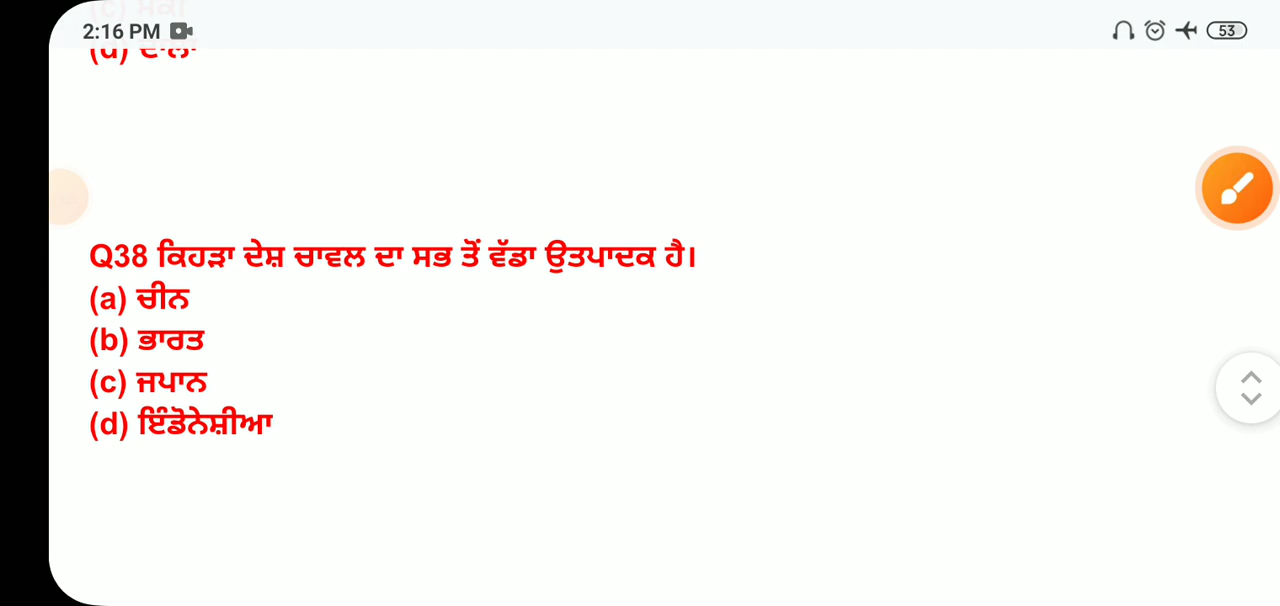 2:16 PM
53
Q38 ਕਿਹੜਾ ਦੇਸ਼ ਚਾਵਲ ਦਾ ਸਭ ਤੋਂ ਵੱਡਾ ਉਤਪਾਦਕ ਹੈ।
(a) ਚੀਨ
(b) ਭਾਰਤ
(c) ਜਪਾਨ
(d) ਇੰਡੋਨੇਸ਼ੀਆ